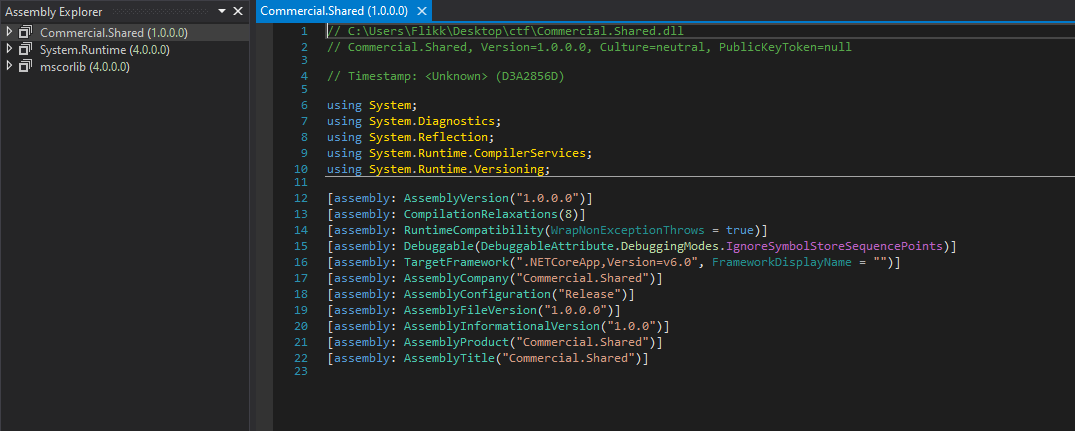 Assembly Explorer
Commercial.Shared (1.0.0.0)
System.Runtime (4.0.0.0)
mscorlib (4.0.0.0)
Commercial.Shared (1.0.0.0)
1 // C:\Users\Flikk\Desktop\ctf\Commercial.Shared.dll
2 // Commercial.Shared, Version=1.0.0.0, Culture=neutral, PublicKeyToken=null
3
4 // Timestamp: <Unknown> (D3A2856D)
5
6 using System;
7 using System.Diagnostics;
8 using System.Reflection;
9 using System.Runtime.CompilerServices;
10 using System.Runtime.Versioning;
11
12 [assembly: AssemblyVersion("1.0.0.0")]
13 [assembly: CompilationRelaxations(8)]
14 [assembly: RuntimeCompatibility(WrapNonExceptionThrows = true)]
15 [assembly: Debuggable(DebuggableAttribute.DebuggingModes.IgnoreSymbolStoreSequencePoints)]
16 [assembly: TargetFramework(".NETCoreApp,Version=v6.0", FrameworkDisplayName = "")]
17 [assembly: AssemblyCompany("Commercial.Shared")]
18 [assembly: AssemblyConfiguration("Release")]
19 [assembly: AssemblyFileVersion("1.0.0.0")]
20 [assembly: AssemblyInformationalVersion("1.0.0")]
21 [assembly: AssemblyProduct("Commercial.Shared")]
22 [assembly: AssemblyTitle("Commercial.Shared")]
23